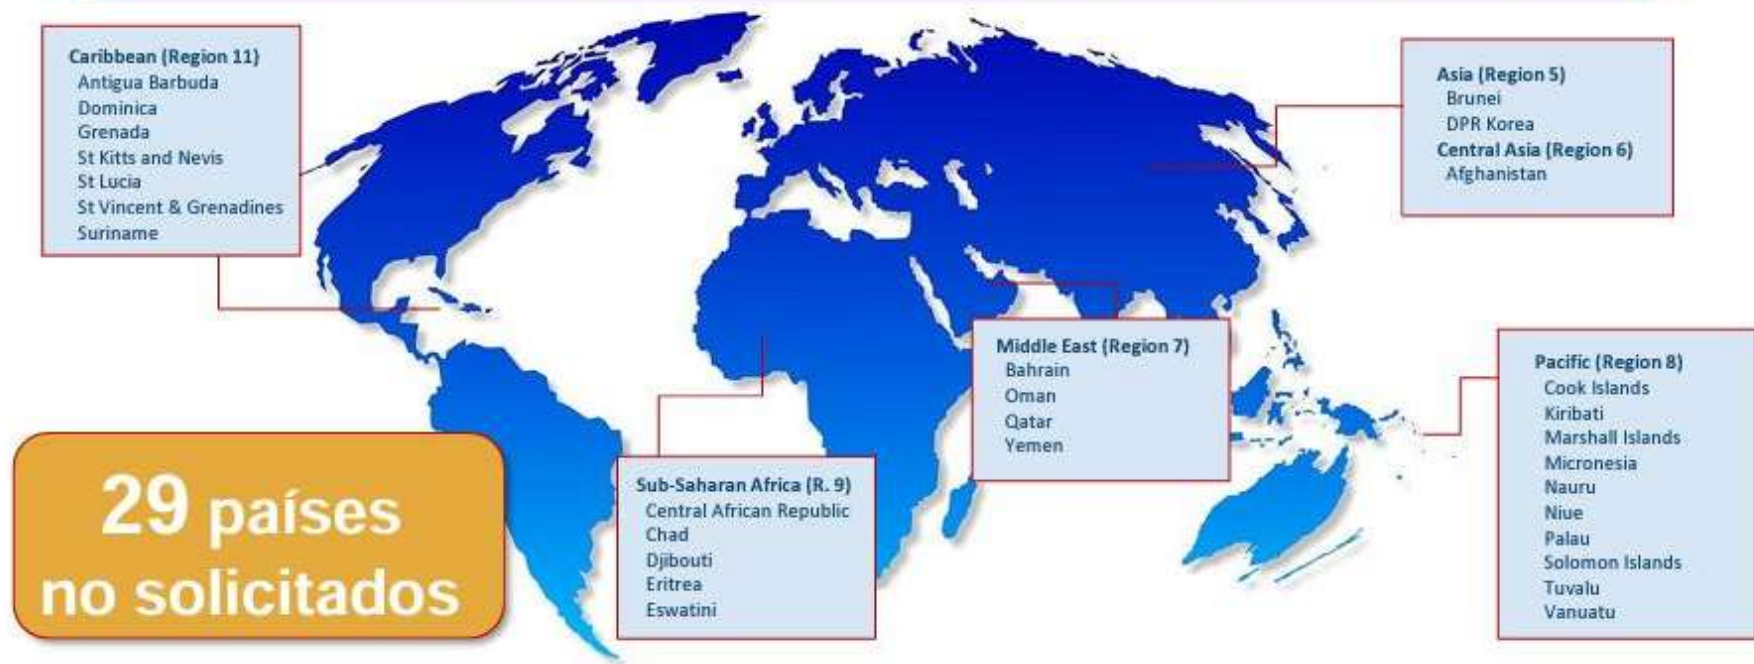 Caribbean (Region 11)
Antigua Barbuda
Dominica
Grenada
St Kitts and Nevis
St Lucia
St Vincent & Grenadines
Suriname
Asia (Region 5)
Brunei
DPR Korea
Central Asia (Region 6)
Afghanistan
Middle East (Region 7)
Bahrain
Oman
Qatar
Yemen
Pacific (Region 8)
Cook Islands
Kiribati
Marshall Islands
Micronesia
Nauru
Niue
Palau
Solomon Islands
Tuvalu
Vanuatu
Sub-Saharan Africa (R. 9)
Central African Republic
Chad
Djibouti
Eritrea
Eswatini
29 países
no solicitados